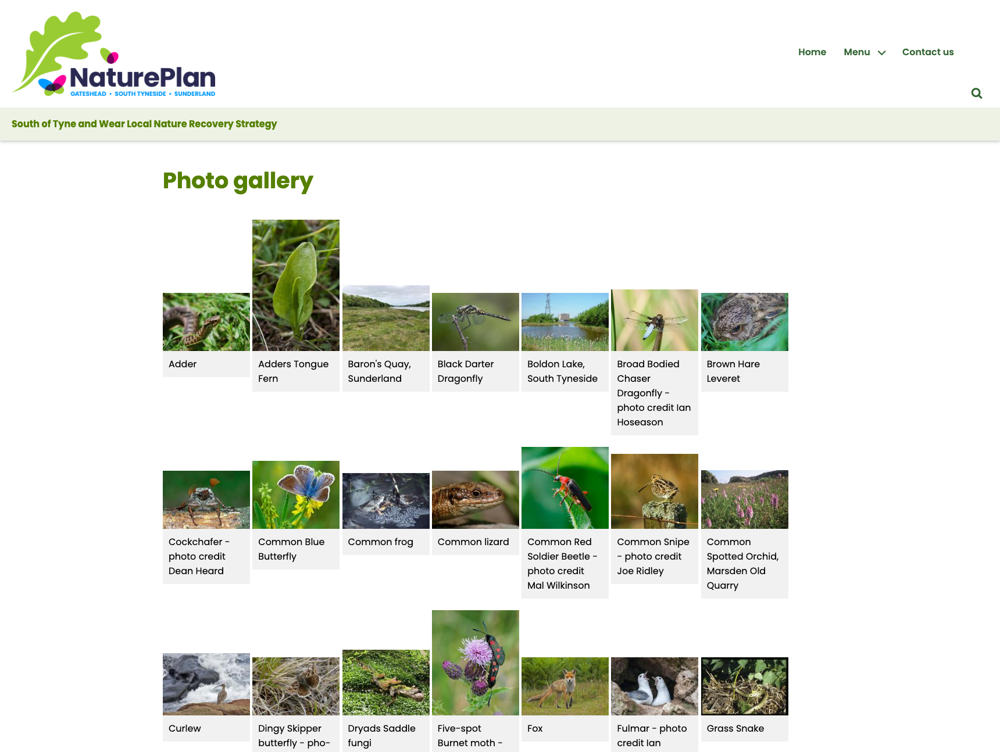 NaturePlan
GATESHEAD • SOUTH TYNESIDE • SUNDERLAND
Home
Menu
Contact us
South of Tyne and Wear Local Nature Recovery Strategy
Photo gallery
Adder
Adders Tongue
Fern
Baron's Quay,
Sunderland
Black Darter
Dragonfly
Boldon Lake,
South Tyneside
Broad Bodied
Chaser
Dragonfly -
photo credit Ian
Hoseason
Brown Hare
Leveret
Cockchafer -
photo credit
Dean Heard
Common Blue
Butterfly
Common frog
Common lizard
Common Red
Soldier Beetle -
photo credit
Mal Wilkinson
Common Snipe
- photo credit
Joe Ridley
Common
Spotted Orchid,
Marsden Old
Quarry
Curlew
Dingy Skipper
butterfly - pho-
Dryads Saddle
fungi
Five-spot
Burnet moth -
Fox
Fulmar - photo
credit Ian
Grass Snake